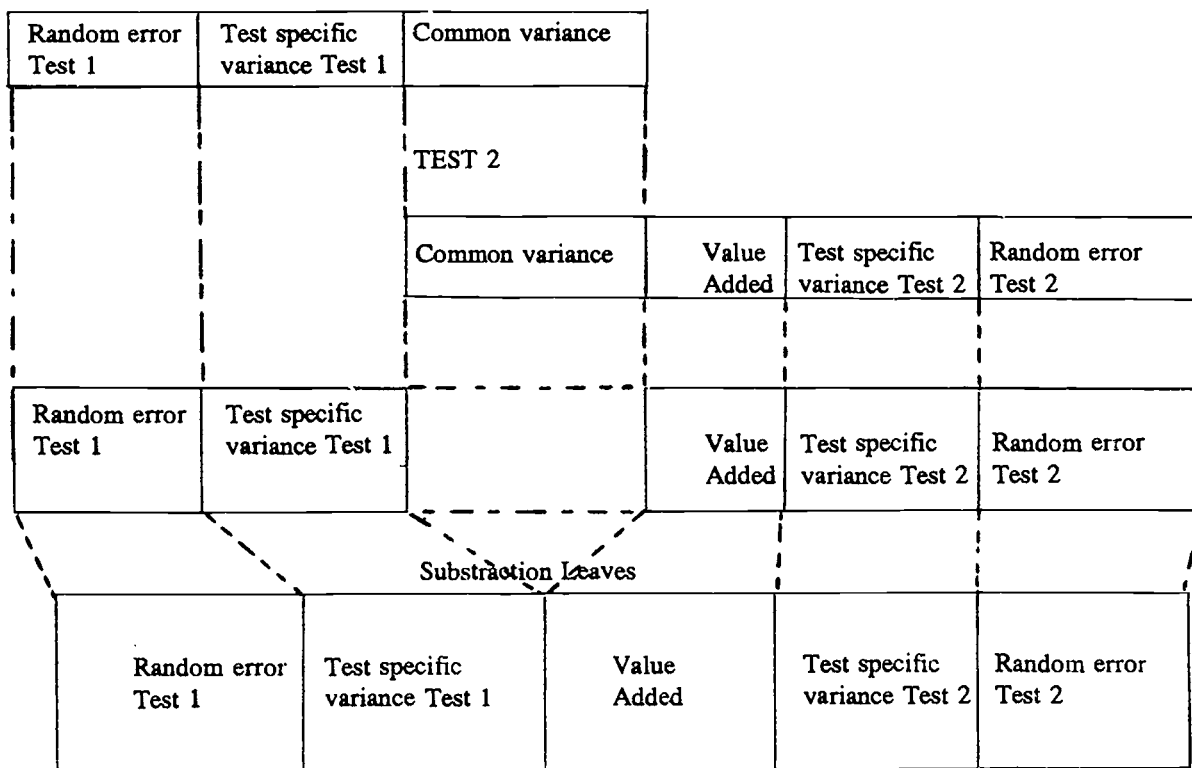 Random error Test specific Common variance
Test 1 variance Test 1
TEST 2
Common variance Value Test specific Random error
Added variance Test 2 Test 2
Random error Test specific
Test 1 variance Test 1
Value Test specific Random error
Added variance Test 2 Test 2
Substraction Leaves
Random error Test specific Value Test specific Random error
Test 1 variance Test 1 Added variance Test 2 Test 2